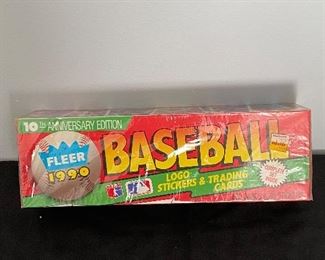 10TH ANNIVERSARY EDITION
FLEER
1990
BASEBALL
LOGO
STICKERS & TRADING
CARDS